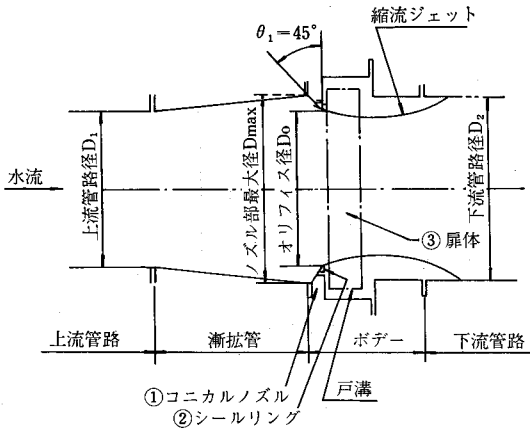 θ₁=45°
縮流ジェット
上流管路径D₁
ノズル部最大径Dmax
オリフィス径Do
下流管路径D₂
水流
③扉体
上流管路
漸拡管
ボデー
下流管路
①コニカルノズル
②シールリング
戸溝